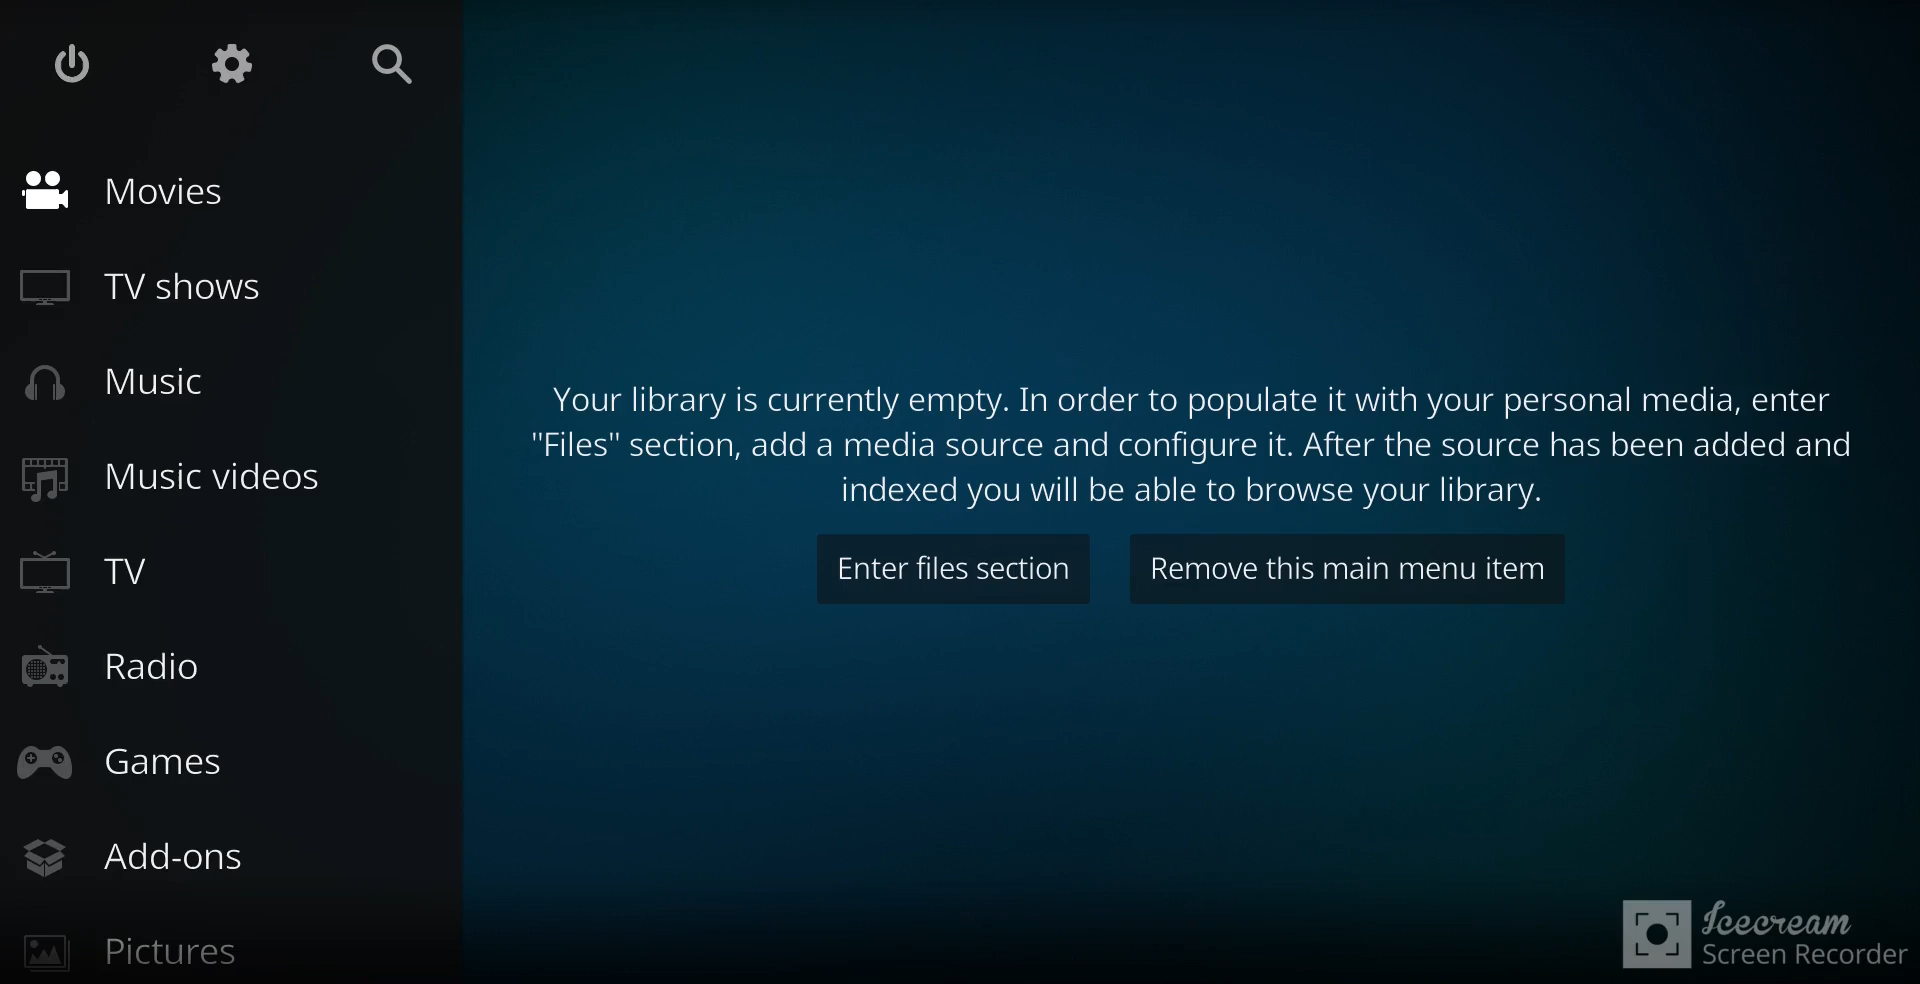 Movies
TV shows
Music
Music videos
TV
Radio
Games
Add-ons
Pictures
Your library is currently empty. In order to populate it with your personal media, enter
"Files" section, add a media source and configure it. After the source has been added and
indexed you will be able to browse your library.
Enter files section
Remove this main menu item
Icecream
Screen Recorder